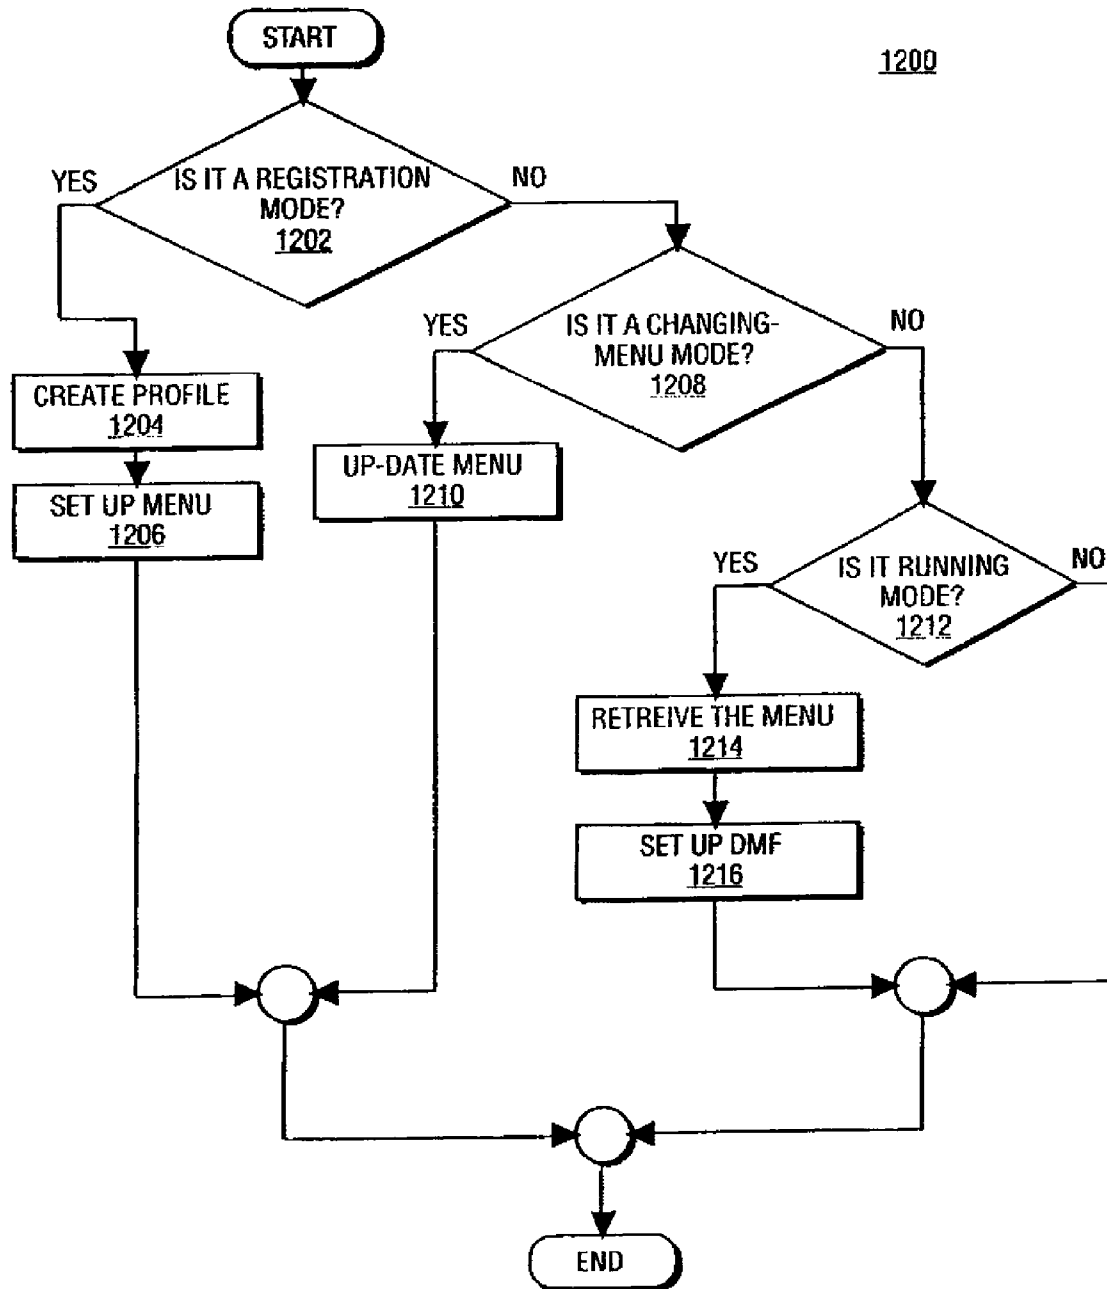 START
1200
YES
IS IT A REGISTRATION
MODE?
1202
NO
YES
IS IT A CHANGING-
MENU MODE?
1208
NO
CREATE PROFILE
1204
UP-DATE MENU
1210
SET UP MENU
1206
YES
IS IT RUNNING
MODE?
1212
NO
RETREIVE THE MENU
1214
SET UP DMF
1216
END